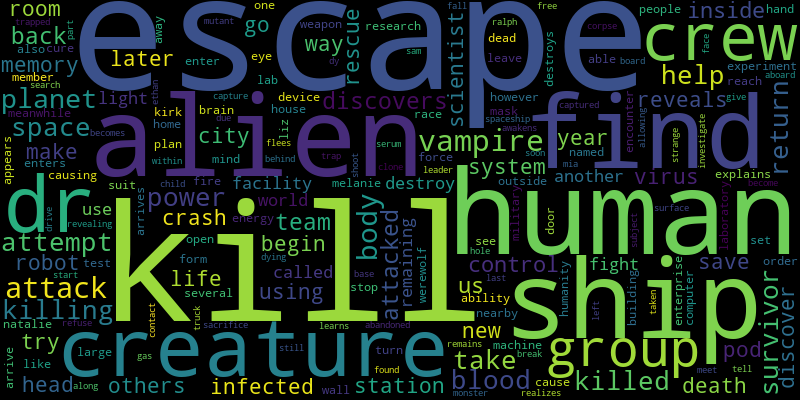 escape
alien
find
kill
human
creature
ship
dr
crew
group
room
back
memory
member
also
cure
away
one
eye
enter
mutant
later
go
way
rescue
weapon
research
dead
lab
scientist
ralph
sam
fall
leave
corpse
able
destroys
free
board
however
people
inside
hand
help
experiment
reach
aboard
trapped
part
search
planet
light
meanwhile
kirk
ethan
brain
home
plan
within
becomes
discovers
device
house
due
race
mask
city
liz
mind
flees
behind
trap
serum
force
leader
clone
vampire
year
named
awakens
spaceship
capture
captured
allowing
encounter
reveals
face
give
strange
investigate
return
space
make
appears
enters
causing
suit
child
fire
facility
melanie
destroy
shoot
system
outside
another
mia
soon
virus
explains
laboratory
become
use
revealing
drive
arrives
power
crash
world
energy
team
body
attacked
remaining
werewolf
military
door
subject
surface
set
attempt
robot
test
start
attack
open
form
dying
begin
life
several
called
using
stop
base
see
hole
control
us
last
ability
nearby
fight
humanity
left
building
computer
enterprise
taken
save
order
discover
survivor
killing
natalie
refuse
contact
truck
sacrifice
learns
abandoned
new
machine
break
cause
remains
take
pod
meet
tell
try
like
arrive
head
along
large
others
gas
still
infected
turn
found
wall
station
blood
monster
realizes
killed
death